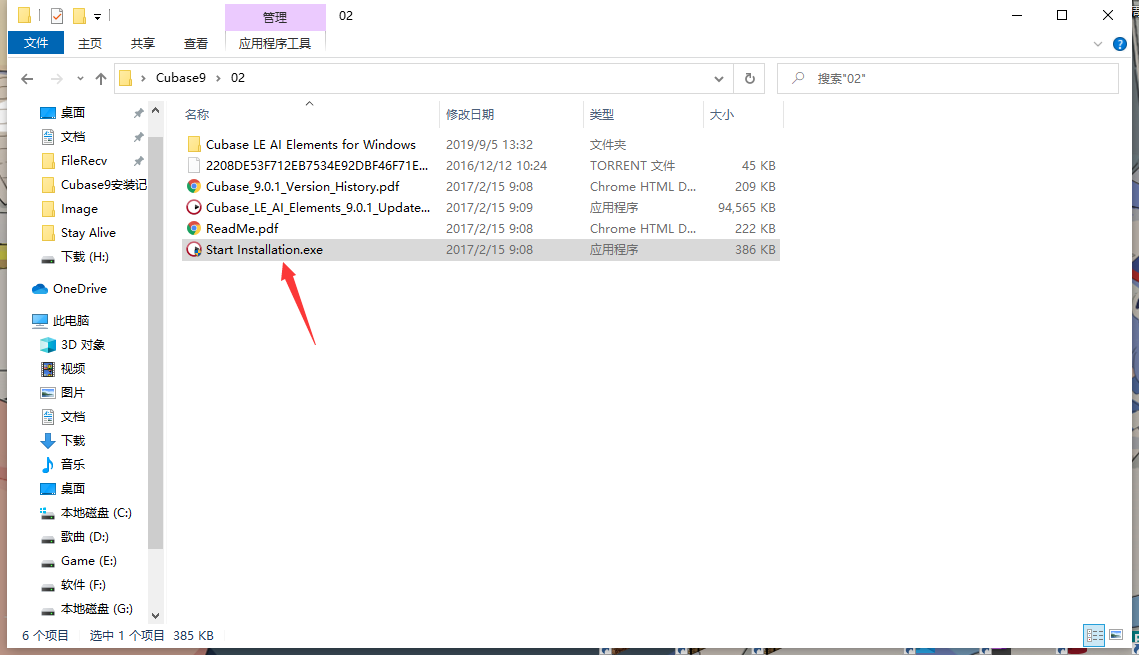 管理
02
文件
主页
共享
查看
应用程序工具
Cubase9
02
搜索"02"
桌面
文档
FileRecv
Cubase9安装记
Image
Stay Alive
下载 (H:)
OneDrive
此电脑
3D 对象
视频
图片
文档
下载
音乐
桌面
本地磁盘 (C:)
歌曲 (D:)
Game (E:)
软件 (F:)
本地磁盘 (G:)
名称 修改日期 类型 大小
Cubase LE AI Elements for Windows 2019/9/5 13:32 文件夹
2208DE53F712EB7534E92DBF46F71E... 2016/12/12 10:24 TORRENT 文件 45 KB
Cubase_9.0.1_Version_History.pdf 2017/2/15 9:08 Chrome HTML D... 209 KB
Cubase_LE_AI_Elements_9.0.1_Update... 2017/2/15 9:09 应用程序 94,565 KB
ReadMe.pdf 2017/2/15 9:08 Chrome HTML D... 222 KB
Start Installation.exe 2017/2/15 9:08 应用程序 386 KB
6 个项目 选中 1 个项目 385 KB